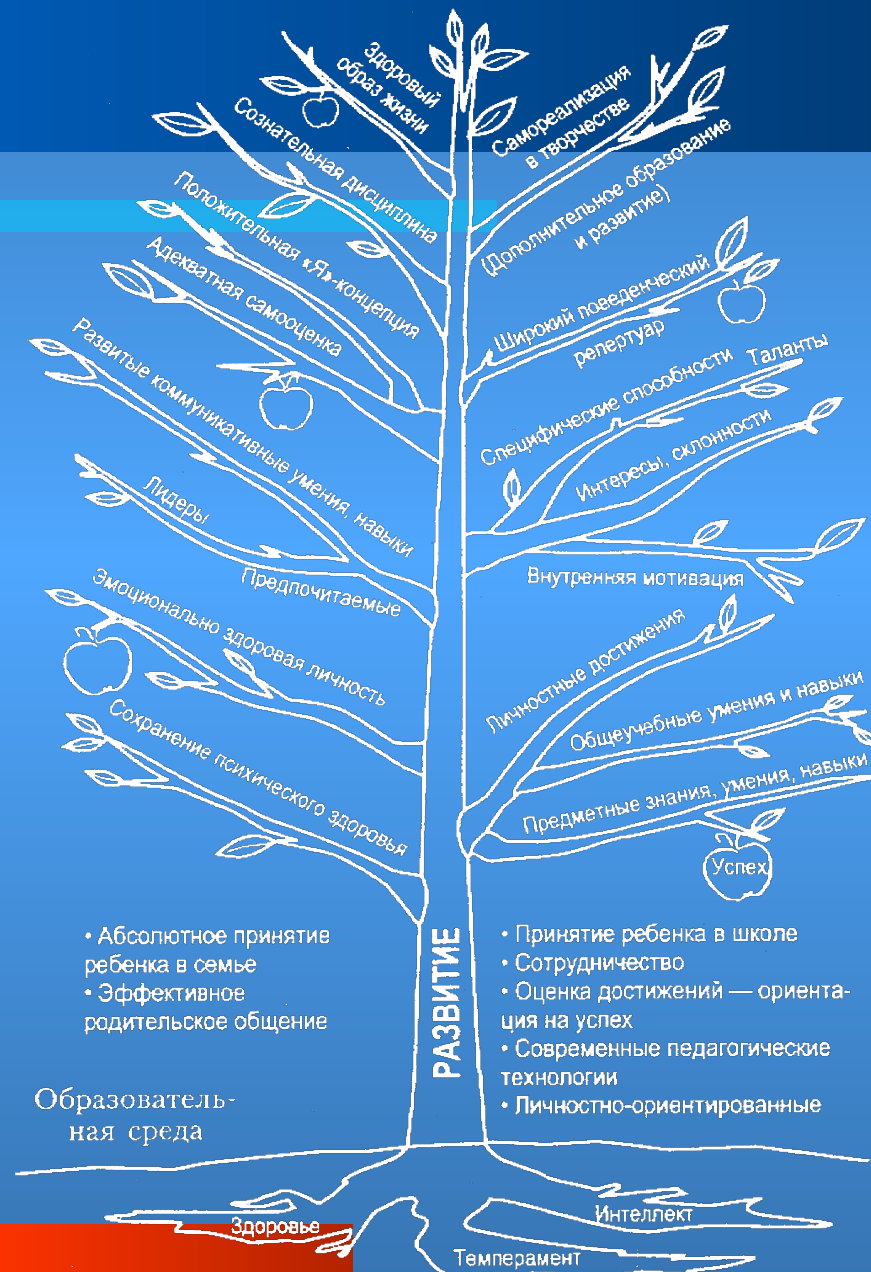 Здоровый
образ жизни
Сознательная дисциплина
Положительная «Я»-концепция
Адекватная самооценка
Развитые коммуникативные умения, навыки
Лидеры
Предпочитаемые
Эмоционально здоровая личность
Сохранение психического здоровья
Самореализация
в творчестве
(Дополнительное образование
и развитие)
Широкий поведенческий
репертуар
Специфические способности
Таланты
Интересы, склонности
Внутренняя мотивация
Личностные достижения
Общеучебные умения и навыки
Предметные знания, умения, навыки
Успех
• Абсолютное принятие
ребенка в семье
• Эффективное
родительское общение
РАЗВИТИЕ
• Принятие ребенка в школе
• Сотрудничество
• Оценка достижений — ориента-
ция на успех
• Современные педагогические
технологии
• Личностно-ориентированные
Образователь-
ная среда
Здоровье
Интеллект
Темперамент